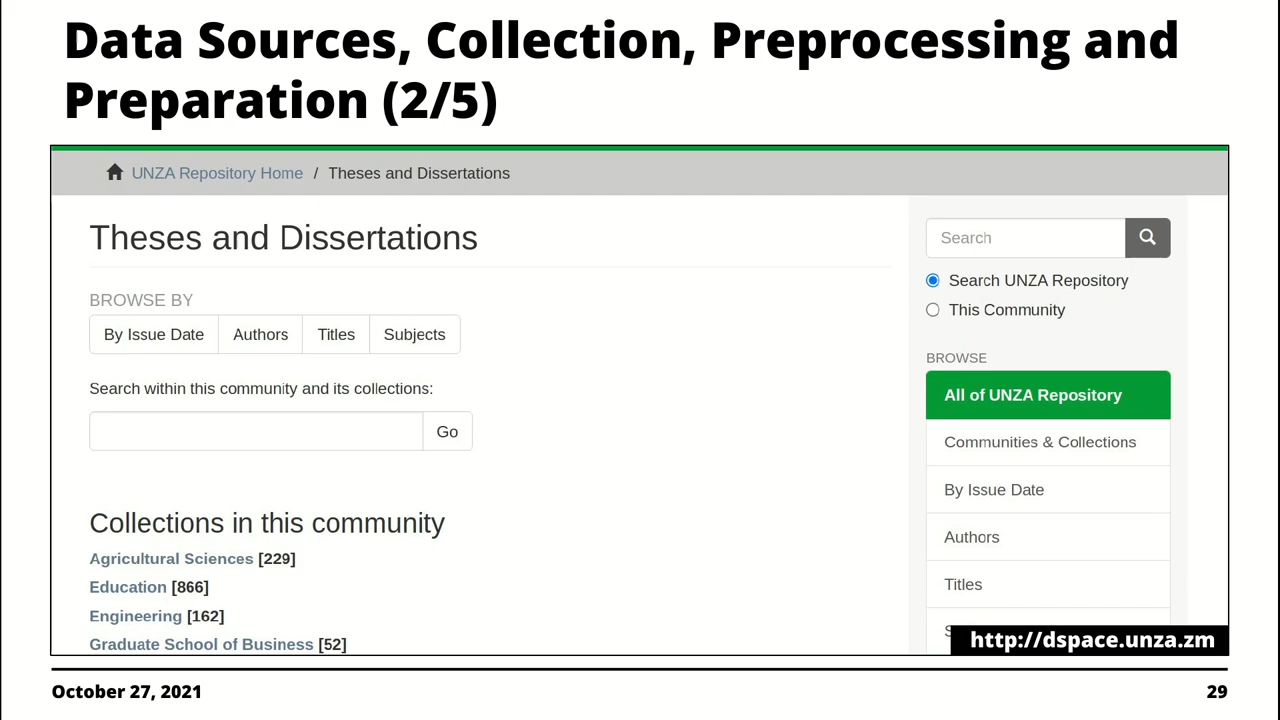 Data Sources, Collection, Preprocessing and
Preparation (2/5)
UNZA Repository Home / Theses and Dissertations
Theses and Dissertations
BROWSE BY
By Issue Date Authors Titles Subjects
Search within this community and its collections:
Go
Collections in this community
Agricultural Sciences [229]
Education [866]
Engineering [162]
Graduate School of Business [52]
Search
Search UNZA Repository
This Community
BROWSE
All of UNZA Repository
Communities & Collections
By Issue Date
Authors
Titles
http://dspace.unza.zm
October 27, 2021
29